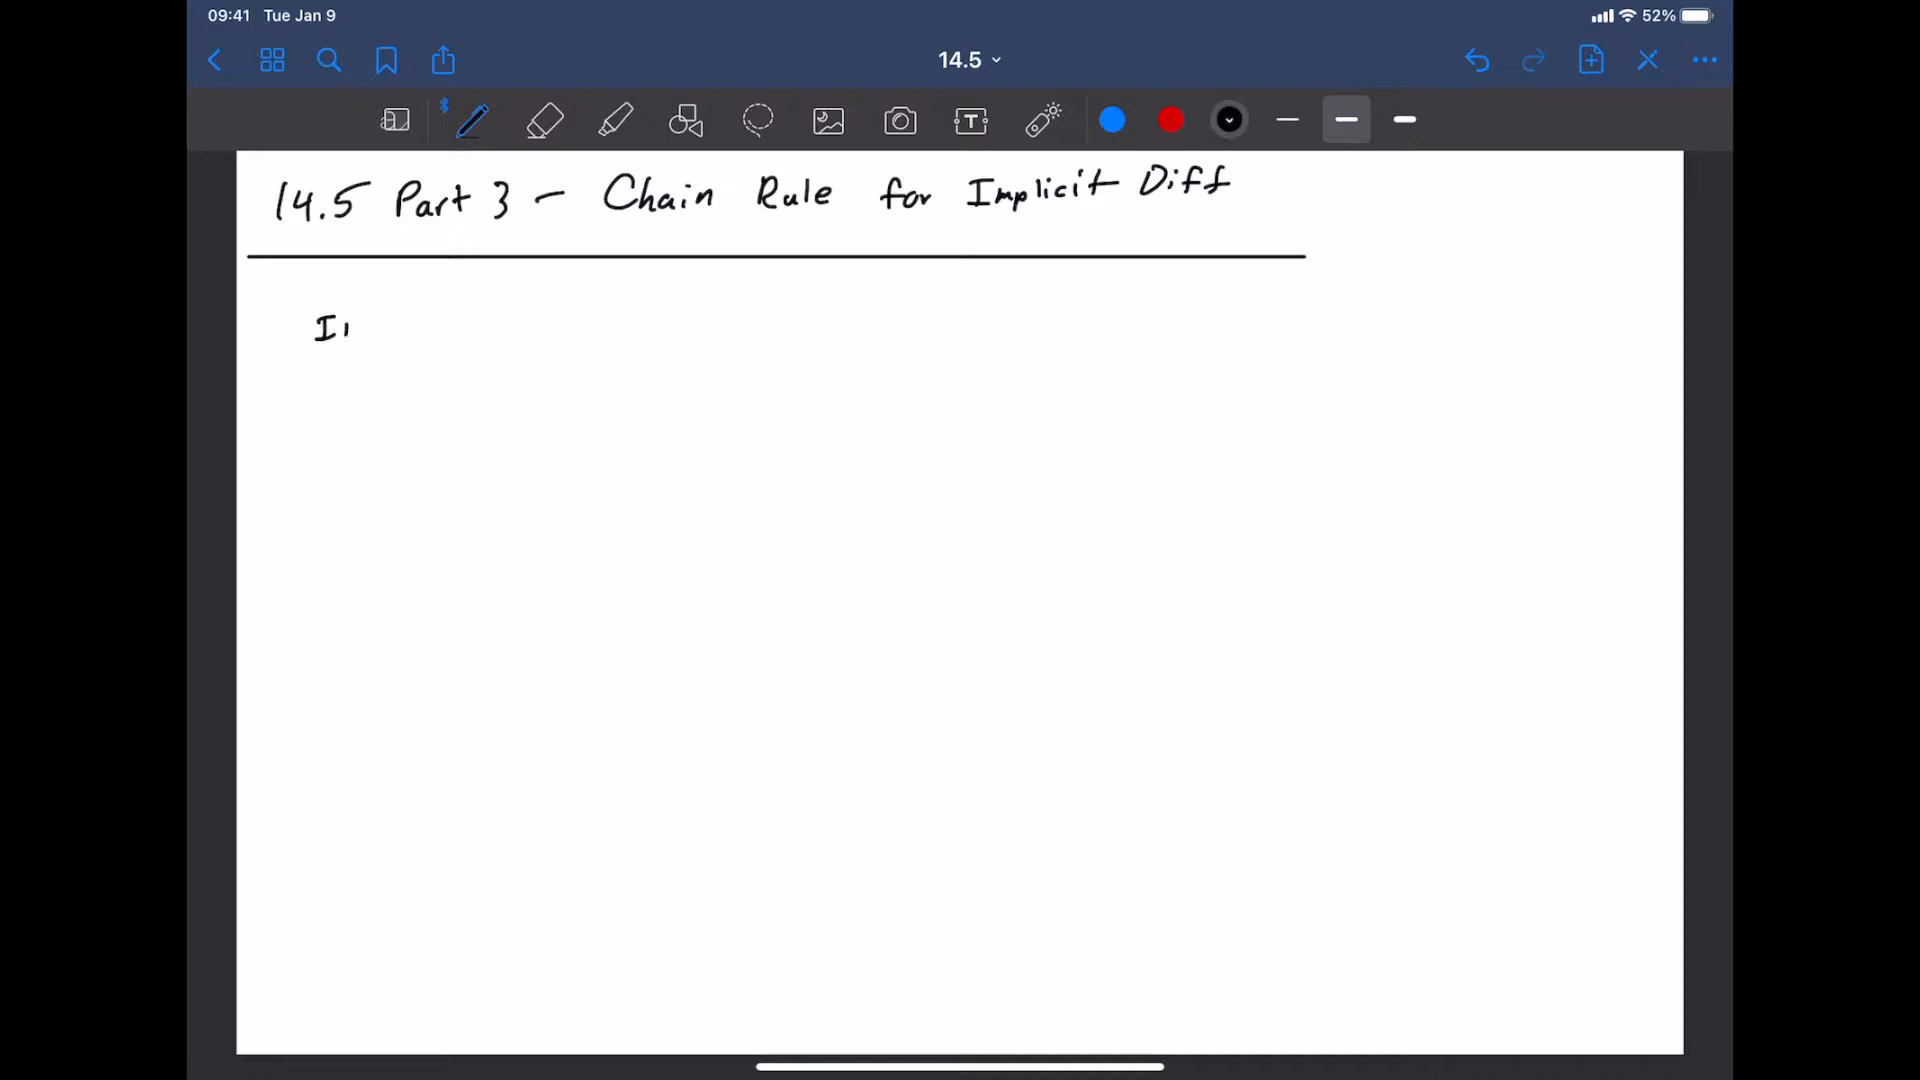 09:41 Tue Jan 9 52%
14.5
14.5 Part 3 - Chain Rule for Implicit Diff